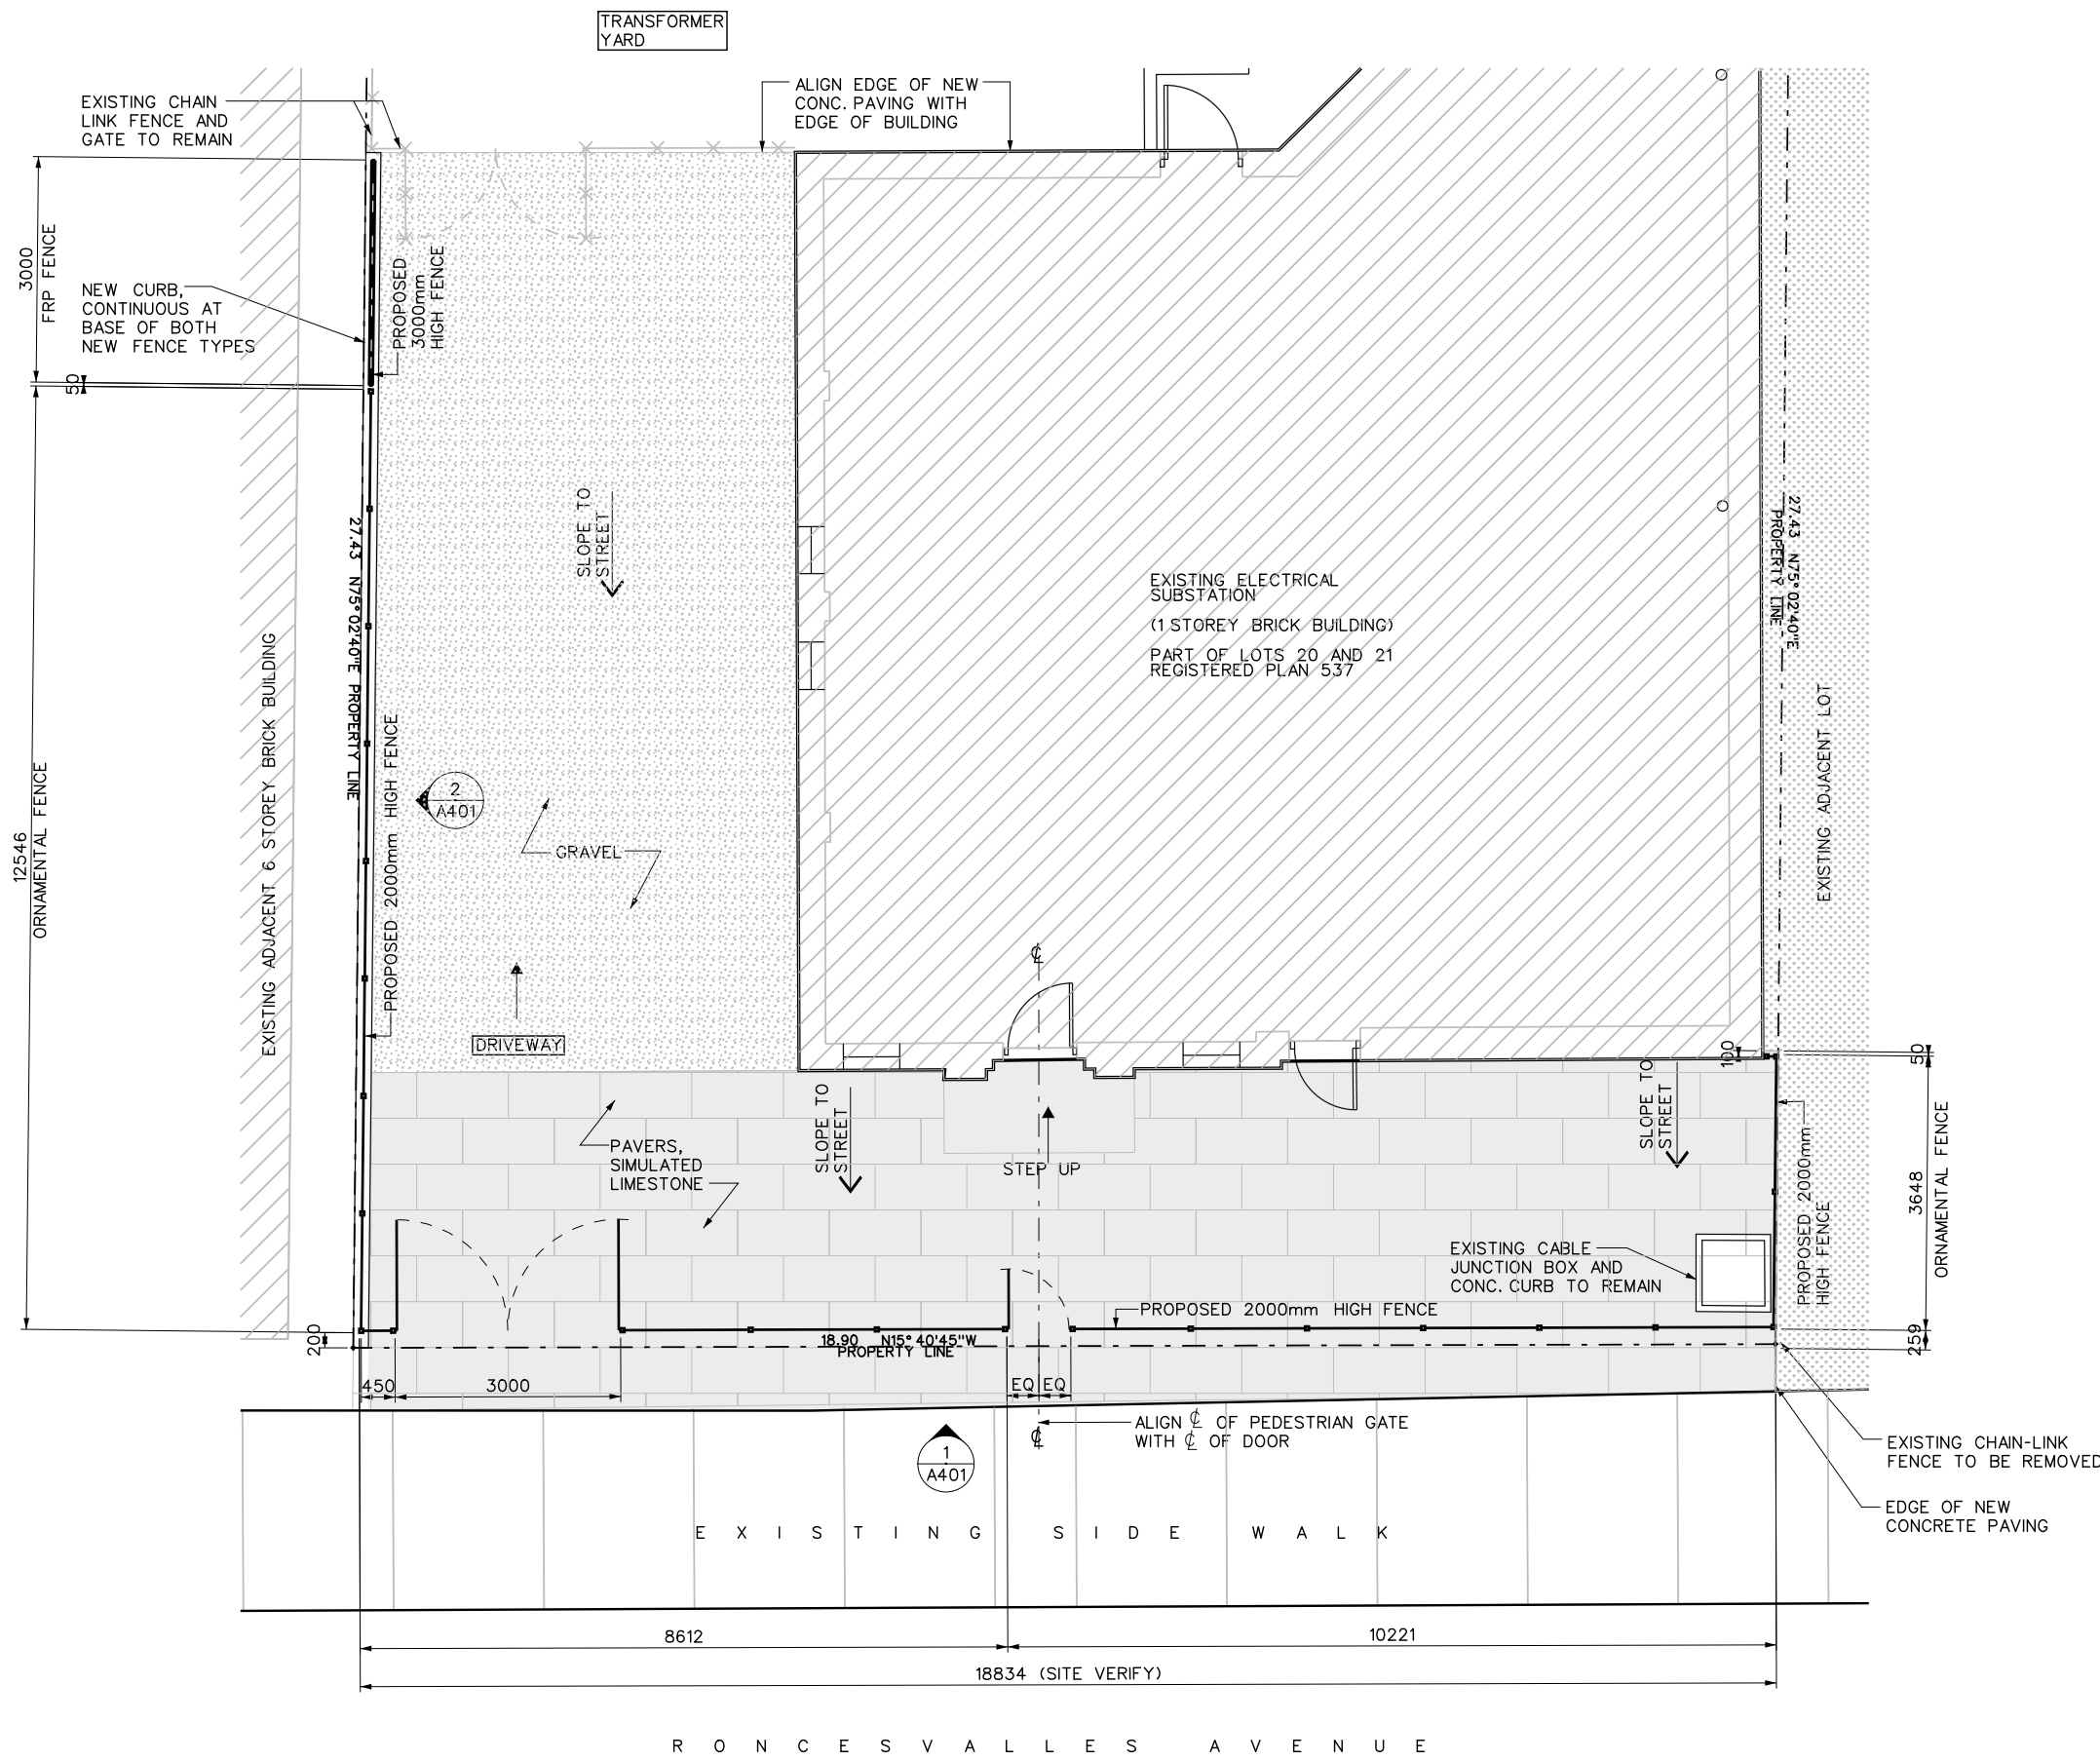 TRANSFORMER
YARD
EXISTING CHAIN
LINK FENCE AND
GATE TO REMAIN
ALIGN EDGE OF NEW
CONC. PAVING WITH
EDGE OF BUILDING
3000
FRP FENCE
NEW CURB,
CONTINUOUS AT
BASE OF BOTH
NEW FENCE TYPES
PROPOSED
3000mm
HIGH FENCE
50
SLOPE TO
STREET
27.43 N75°02'40"E PROPERTY LINE
27.43 N75°02'40"E
PROPERTY LINE
EXISTING ELECTRICAL
SUBSTATION
(1 STOREY BRICK BUILDING)
PART OF LOTS 20 AND 21
REGISTERED PLAN 537
EXISTING ADJACENT 6 STOREY BRICK BUILDING
EXISTING ADJACENT LOT
PROPOSED 2000mm HIGH FENCE
12546
ORNAMENTAL FENCE
2
A401
GRAVEL
DRIVEWAY
℄
100
50
SLOPE TO
STREET
SLOPE TO
STREET
PAVERS,
SIMULATED
LIMESTONE
STEP UP
3648
ORNAMENTAL FENCE
PROPOSED 2000mm
HIGH FENCE
EXISTING CABLE
JUNCTION BOX AND
CONC. CURB TO REMAIN
PROPOSED 2000mm HIGH FENCE
200
18.90 N15°40'45"W
PROPERTY LINE
259
450
3000
EQ
EQ
ALIGN ℄ OF PEDESTRIAN GATE
WITH ℄ OF DOOR
℄
1
A401
EXISTING CHAIN-LINK
FENCE TO BE REMOVED
EDGE OF NEW
CONCRETE PAVING
EXISTING SIDE WALK
8612
10221
18834 (SITE VERIFY)
RONCESVALLES AVENUE